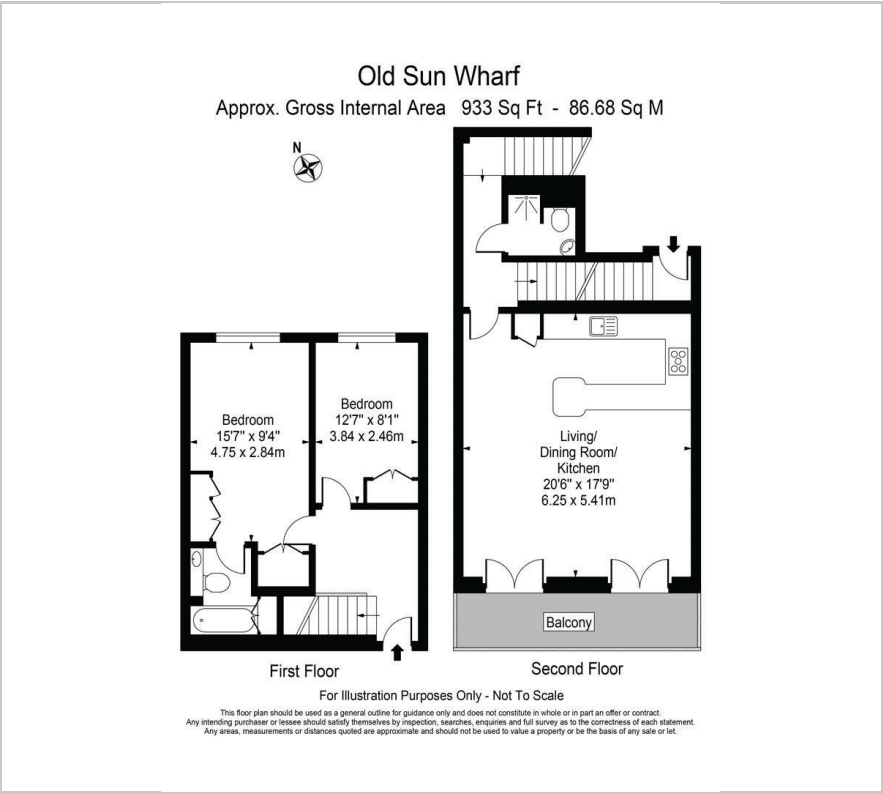 Old Sun Wharf
Approx. Gross Internal Area 933 Sq Ft - 86.68 Sq M
N
Bedroom
15'7" x 9'4"
4.75 x 2.84m
Bedroom
12'7" x 8'1"
3.84 x 2.46m
Living/
Dining Room/
Kitchen
20'6" x 17'9"
6.25 x 5.41m
Balcony
First Floor
Second Floor
For Illustration Purposes Only - Not To Scale
This floor plan should be used as a general outline for guidance only and does not constitute in whole or in part an offer or contract.
Any intending purchaser or lessee should satisfy themselves by inspection, searches, enquiries and full survey as to the correctness of each statement.
Any areas, measurements or distances quoted are approximate and should not be used to value a property or be the basis of any sale or let.